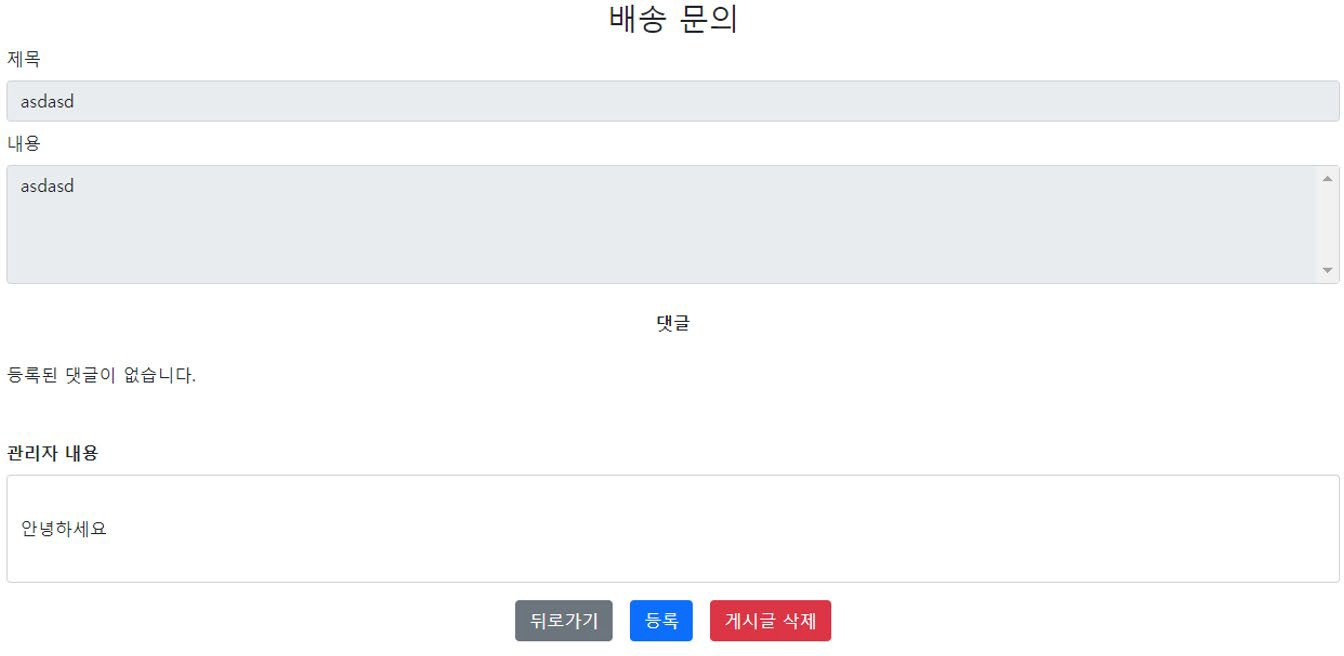 배송 문의
제목
asdasd
내용
asdasd
댓글
등록된 댓글이 없습니다.
관리자 내용
안녕하세요
뒤로가기 등록 게시글 삭제